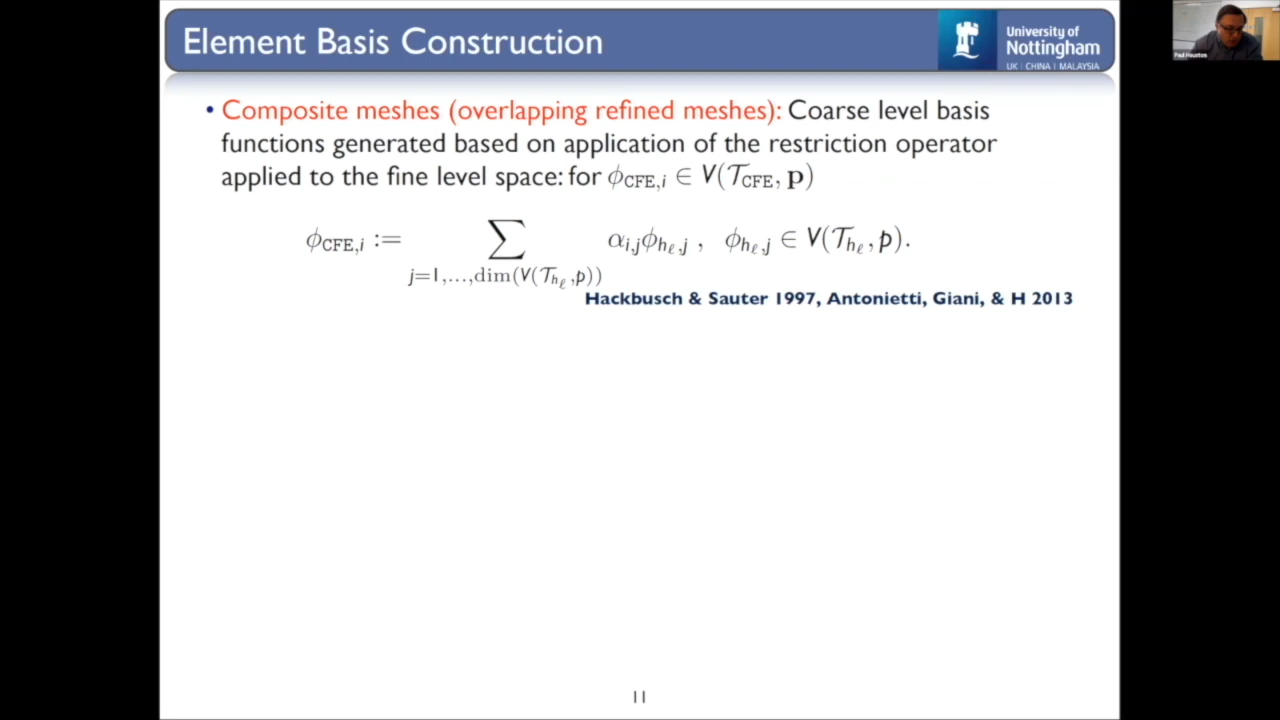 Element Basis Construction
University of
Nottingham
UK | CHINA | MALAYSIA
Paul Houston
• Composite meshes (overlapping refined meshes): Coarse level basis
functions generated based on application of the restriction operator
applied to the fine level space: for ϕ_{CFE,i} ∈ V(𝒯_{CFE}, 𝐩)
ϕ_{CFE,i} := ∑_{j=1,…,dim(V(𝒯_{h_ℓ},p))} α_{i,j}ϕ_{h_ℓ,j} , ϕ_{h_ℓ,j} ∈ V(𝒯_{h_ℓ}, p).
Hackbusch & Sauter 1997, Antonietti, Giani, & H 2013
11